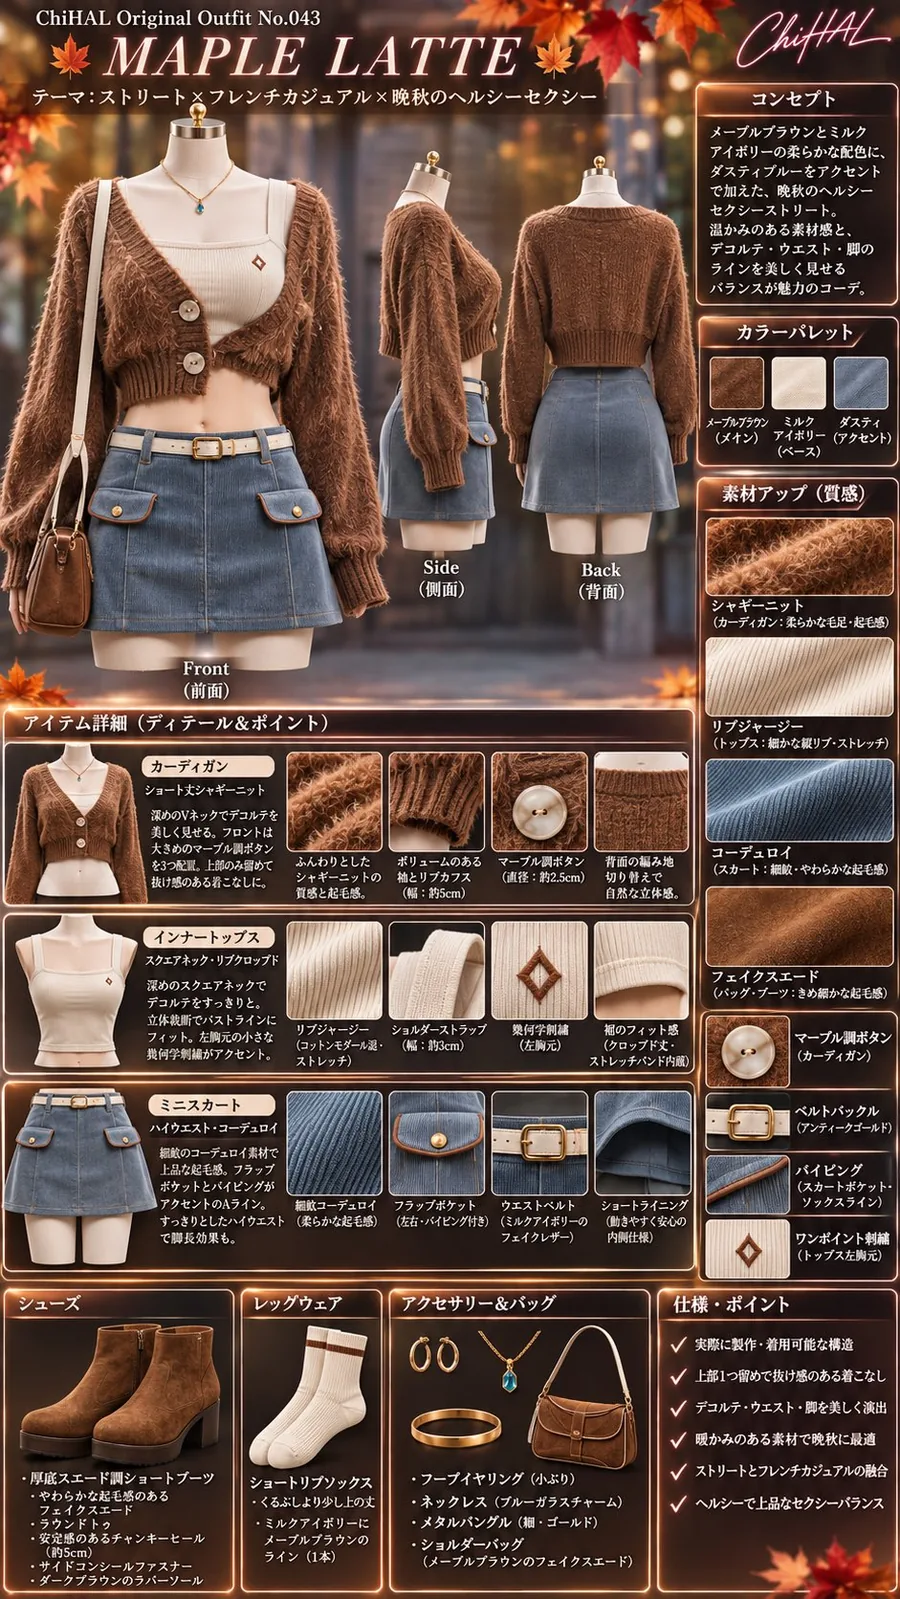 ChiHAL Original Outfit No.043
MAPLE LATTE
テーマ：ストリート×フレンチカジュアル×晩秋のヘルシーセクシー
ChiHAL
Front
（前面）
Side
（側面）
Back
（背面）
コンセプト
メープルブラウンとミルク
アイボリーの柔らかな配色に、
ダスティブルーをアクセント
で加えた、晩秋のヘルシー
セクシーストリート。
温かみのある素材感と、
デコルテ・ウエスト・脚の
ラインを美しく見せる
バランスが魅力のコーデ。
カラーパレット
メープルブラウン
（メイン）
ミルク
アイボリー
（ベース）
ダスティ
（アクセント）
素材アップ（質感）
シャギーニット
（カーディガン：柔らかな毛足・起毛感）
リブジャージー
（トップス：細かな縦リブ・ストレッチ）
コーデュロイ
（スカート：細畝・やわらかな起毛感）
フェイクスエード
（バッグ・ブーツ：きめ細かな起毛感）
マーブル調ボタン
（カーディガン）
ベルトバックル
（アンティークゴールド）
パイピング
（スカートポケット・
ソックスライン）
ワンポイント刺繍
（トップス左胸元）
アイテム詳細（ディテール＆ポイント）
カーディガン
ショート丈シャギーニット
深めのVネックでデコルテを
美しく見せる。フロントは
大きめのマーブル調ボタン
を3つ配置。上部のみ留めて
抜け感のある着こなしに。
ふんわりとした
シャギーニットの
質感と起毛感。
ボリュームのある
袖とリブカフス
（幅：約5cm）
マーブル調ボタン
（直径：約2.5cm）
背面の編み地
切り替えで
自然な立体感。
インナートップス
スクエアネック・リブクロップド
深めのスクエアネックで
デコルテをすっきりと。
立体裁断でバストラインに
フィット。左胸元の小さな
幾何学刺繍がアクセント。
リブジャージー
（コットンモダール混・
ストレッチ）
ショルダーストラップ
（幅：約3cm）
幾何学刺繍
（左胸元）
裾のフィット感
（クロップド丈・
ストレッチバンド内蔵）
ミニスカート
ハイウエスト・コーデュロイ
細畝のコーデュロイ素材で
上品な起毛感。フラップ
ポケットとパイピングが
アクセントのAライン。
すっきりとしたハイウエスト
で脚長効果も。
細畝コーデュロイ
（柔らかな起毛感）
フラップポケット
（左右・パイピング付き）
ウエストベルト
（ミルクアイボリーの
フェイクレザー）
ショートライニング
（動きやすく安心の
内側仕様）
シューズ
・厚底スエード調ショートブーツ
・やわらかな起毛感のある
フェイクスエード
・ラウンドトゥ
・安定感のあるチャンキーヒール
（約5cm）
・サイドコンシールファスナー
・ダークブラウンのラバーソール
レッグウェア
ショートリブソックス
・くるぶしより少し上の丈
・ミルクアイボリーに
メープルブラウンの
ライン（1本）
アクセサリー＆バッグ
・フープイヤリング（小ぶり）
・ネックレス（ブルーガラスチャーム）
・メタルバングル（細・ゴールド）
・ショルダーバッグ
（メープルブラウンのフェイクスエード）
仕様・ポイント
✓ 実際に製作・着用可能な構造
✓ 上部1つ留めで抜け感のある着こなし
✓ デコルテ・ウエスト・脚を美しく演出
✓ 暖かみのある素材で晩秋に最適
✓ ストリートとフレンチカジュアルの融合
✓ ヘルシーで上品なセクシーバランス